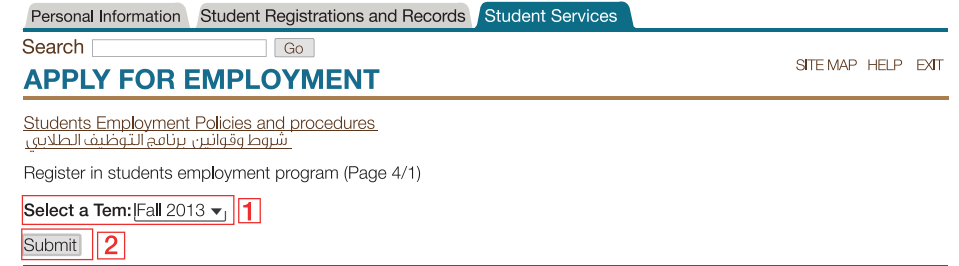 Personal Information Student Registrations and Records Student Services
Search Go
SITE MAP HELP EXIT
APPLY FOR EMPLOYMENT
Students Employment Policies and procedures
شروط وقوانين برنامج التوظيف الطلابي
Register in students employment program (Page 4/1)
Select a Tem: Fall 2013 1
Submit 2